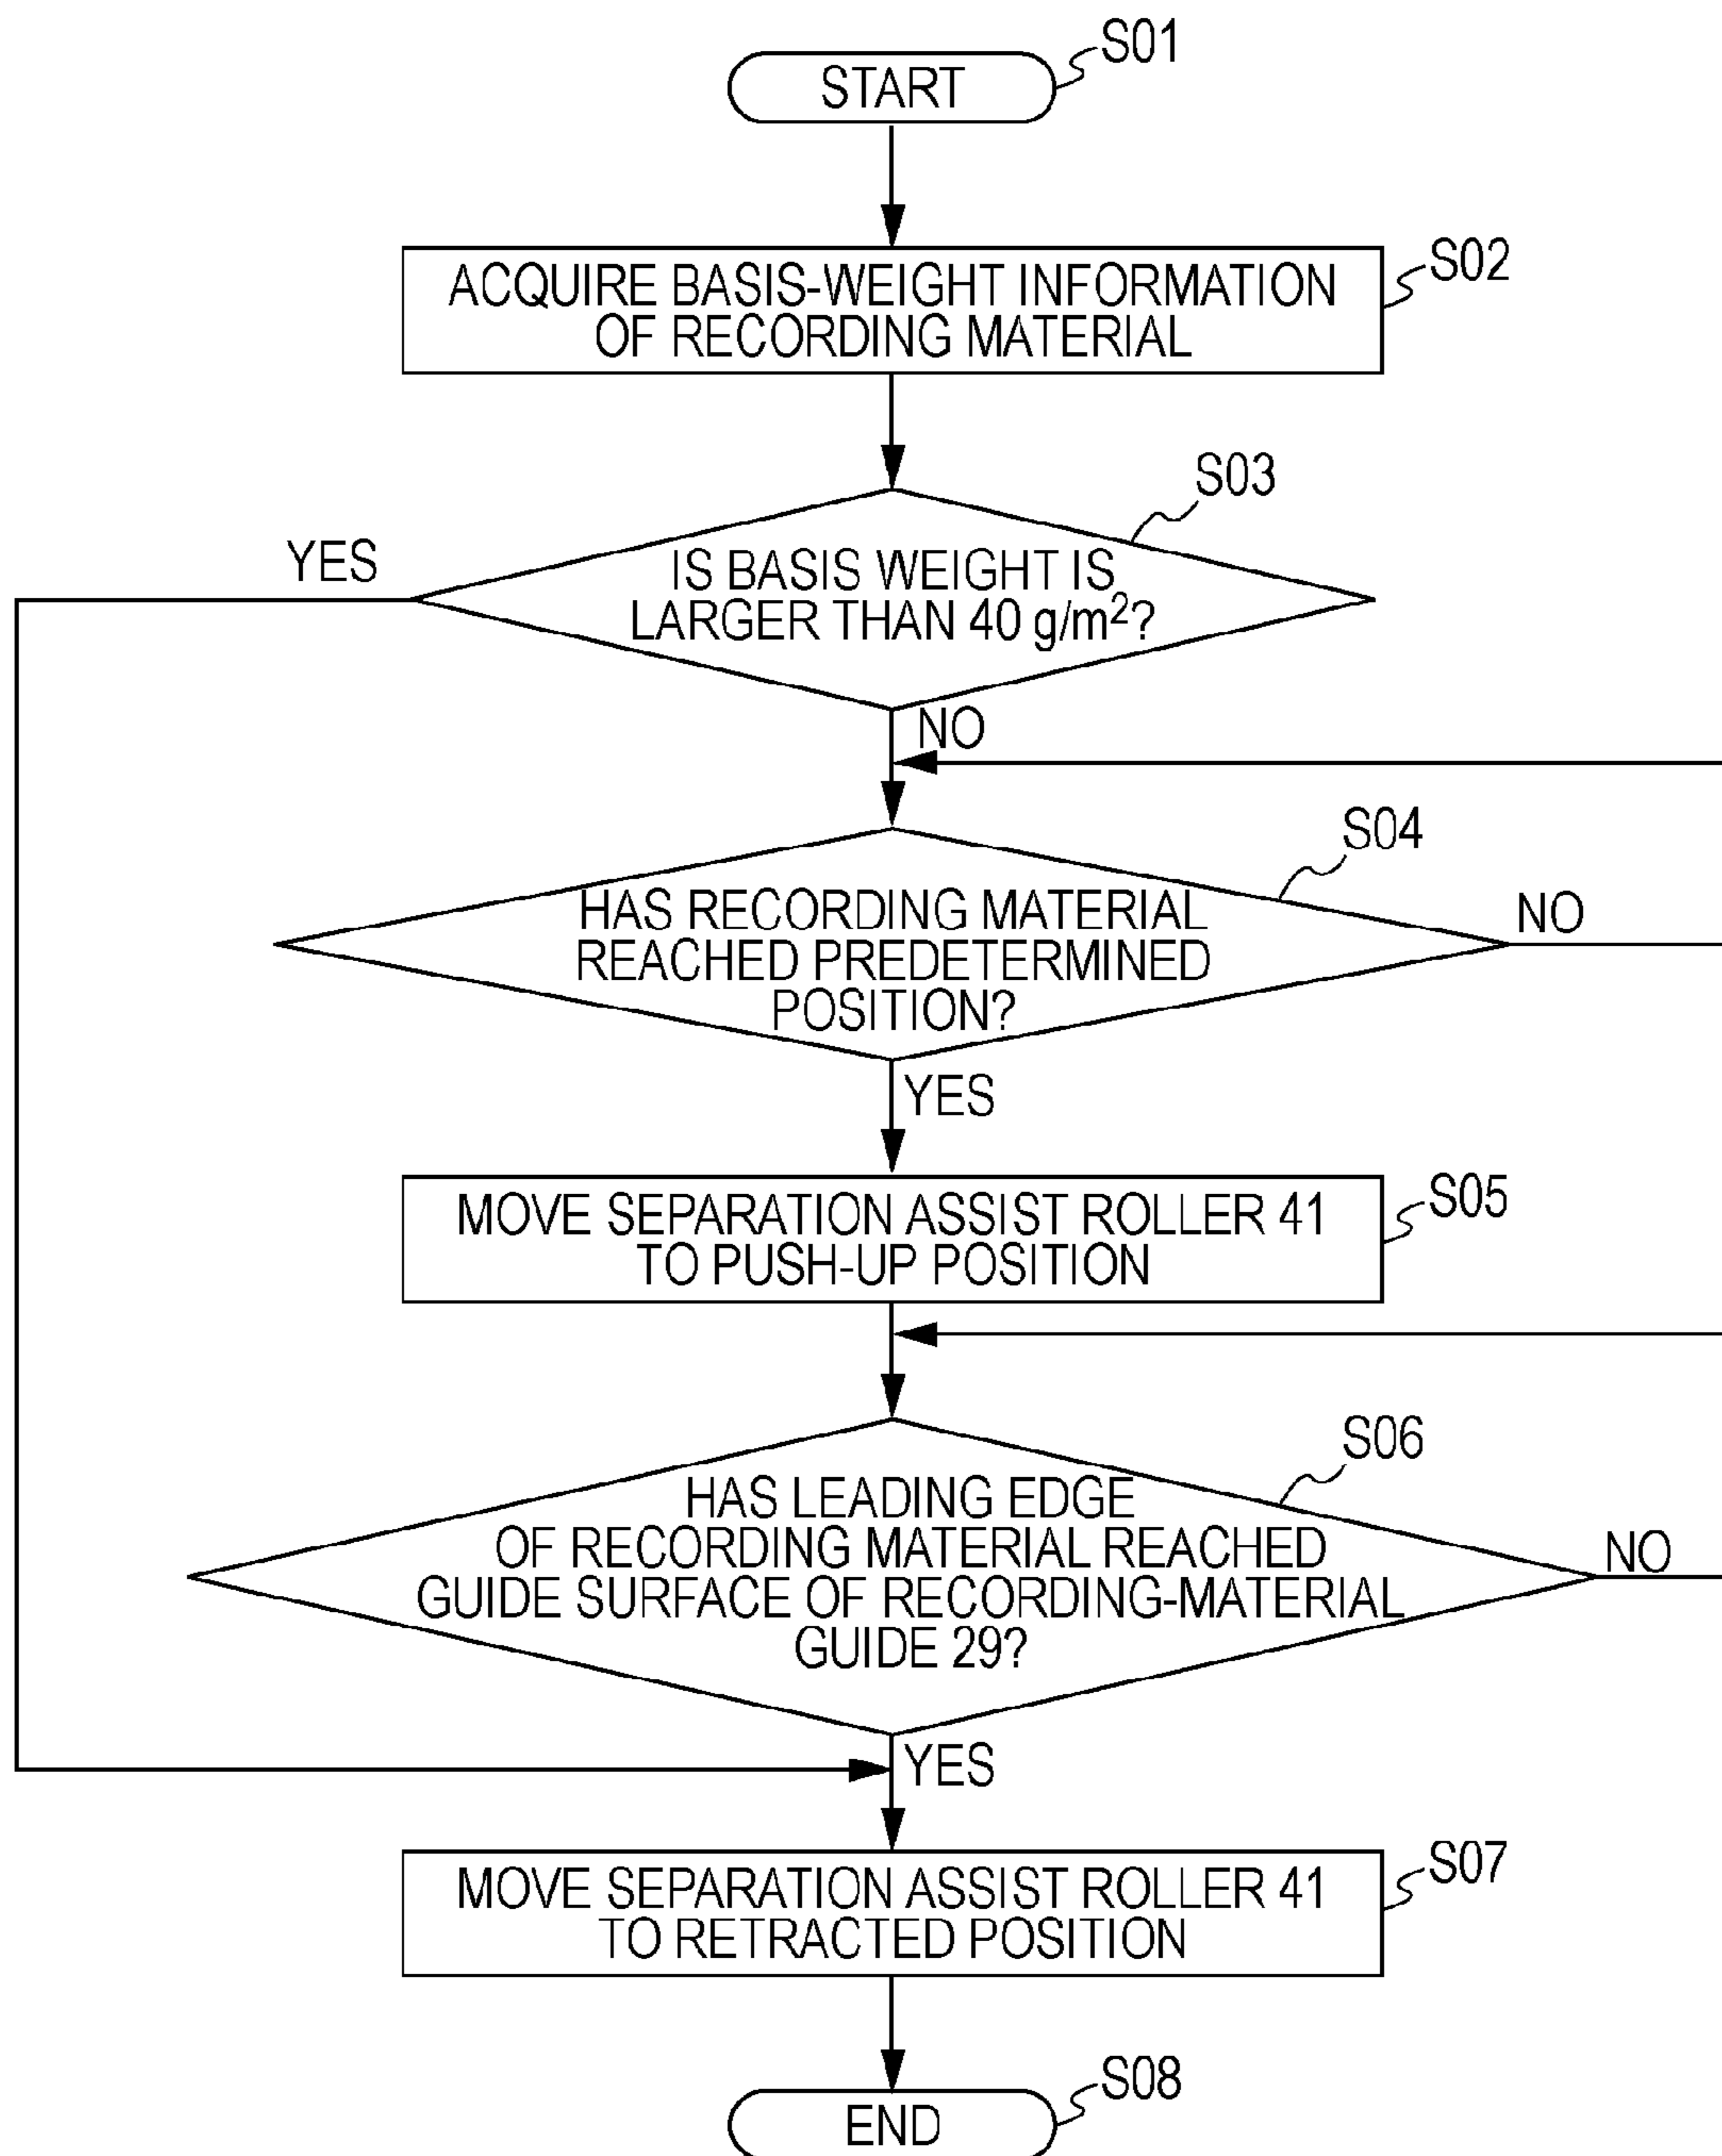 START
S01
ACQUIRE BASIS-WEIGHT INFORMATION
OF RECORDING MATERIAL
S02
S03
YES
IS BASIS WEIGHT IS
LARGER THAN 40 g/m²?
NO
S04
HAS RECORDING MATERIAL
REACHED PREDETERMINED
POSITION?
NO
YES
MOVE SEPARATION ASSIST ROLLER 41
TO PUSH-UP POSITION
S05
S06
HAS LEADING EDGE
OF RECORDING MATERIAL REACHED
GUIDE SURFACE OF RECORDING-MATERIAL
GUIDE 29?
NO
YES
MOVE SEPARATION ASSIST ROLLER 41
TO RETRACTED POSITION
S07
S08
END